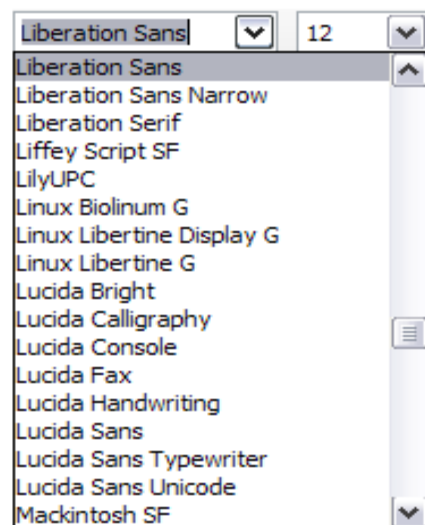 Liberation Sans 12
Liberation Sans
Liberation Sans Narrow
Liberation Serif
Liffey Script SF
LilyUPC
Linux Biolinum G
Linux Libertine Display G
Linux Libertine G
Lucida Bright
Lucida Calligraphy
Lucida Console
Lucida Fax
Lucida Handwriting
Lucida Sans
Lucida Sans Typewriter
Lucida Sans Unicode
Mackintosh SF